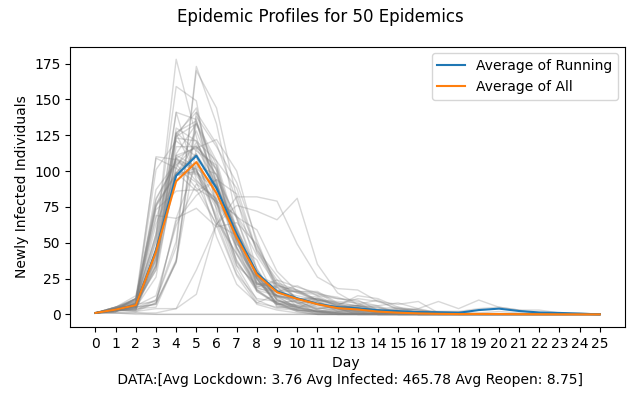 Epidemic Profiles for 50 Epidemics
Average of Running
Average of All
Newly Infected Individuals
175
150
125
100
75
50
25
0
0 1 2 3 4 5 6 7 8 9 10 11 12 13 14 15 16 17 18 19 20 21 22 23 24 25
Day
DATA:[Avg Lockdown: 3.76 Avg Infected: 465.78 Avg Reopen: 8.75]